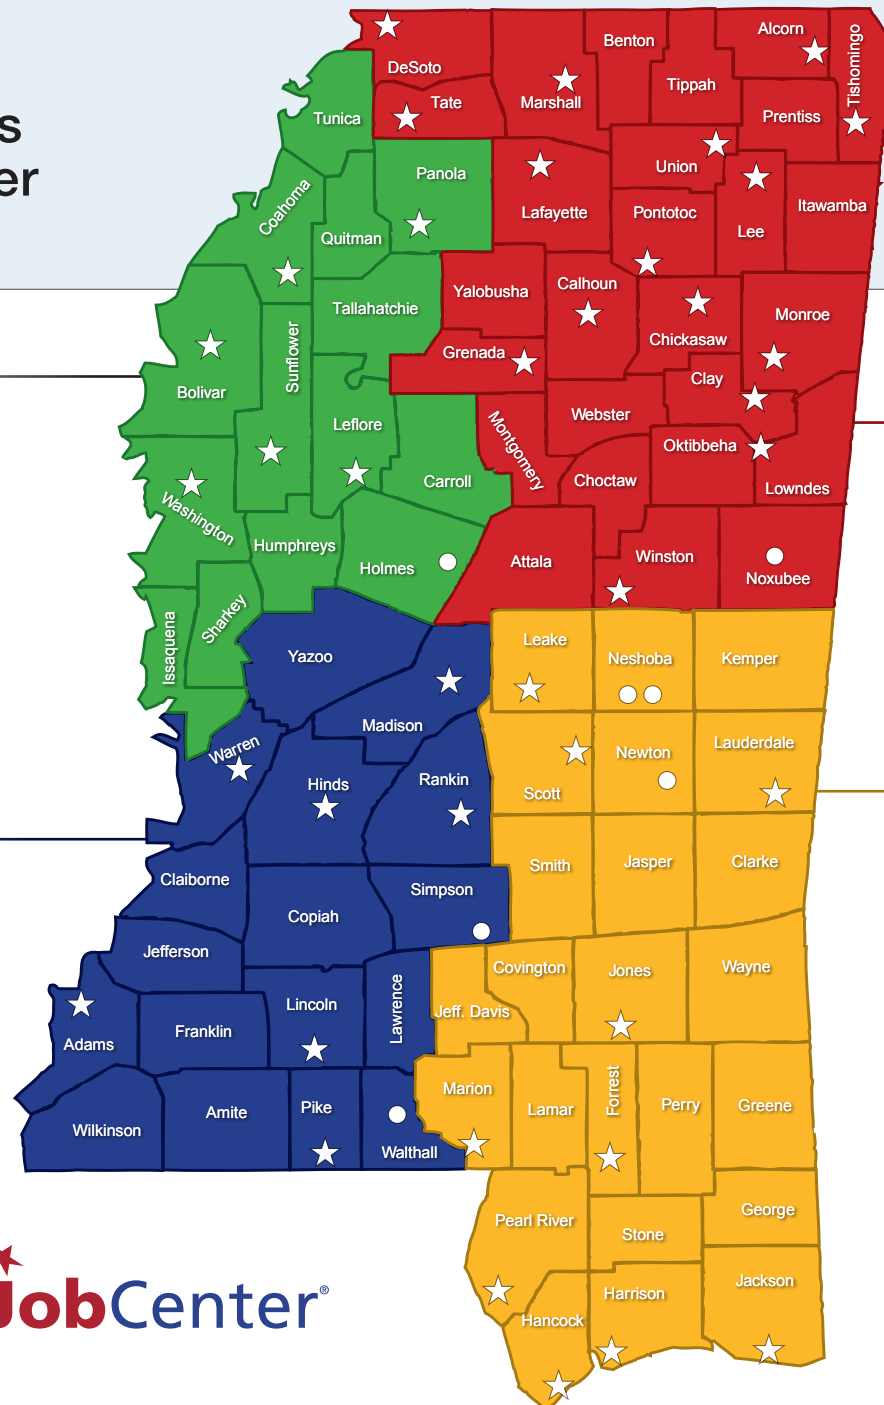 DeSoto
Benton
Alcorn
Tishomingo
Tate
Marshall
Tippah
Prentiss
s
Tunica
er
Panola
Union
Coahoma
Lafayette
Pontotoc
Itawamba
Quitman
Lee
Yalobusha
Calhoun
Tallahatchie
Monroe
Sunflower
Grenada
Chickasaw
Clay
Bolivar
Webster
Leflore
Montgomery
Oktibbeha
Carroll
Choctaw
Lowndes
Washington
Humphreys
Holmes
Attala
Winston
Noxubee
Issaquena
Sharkey
Yazoo
Leake
Neshoba
Kemper
Madison
Warren
Newton
Lauderdale
Hinds
Rankin
Scott
Claiborne
Simpson
Smith
Jasper
Clarke
Copiah
Jefferson
Covington
Jones
Wayne
Lincoln
Lawrence
Jeff. Davis
Adams
Franklin
Marion
Forrest
Pike
Lamar
Perry
Greene
Wilkinson
Amite
Walthall
Pearl River
Stone
George
JobCenter®
Harrison
Jackson
Hancock